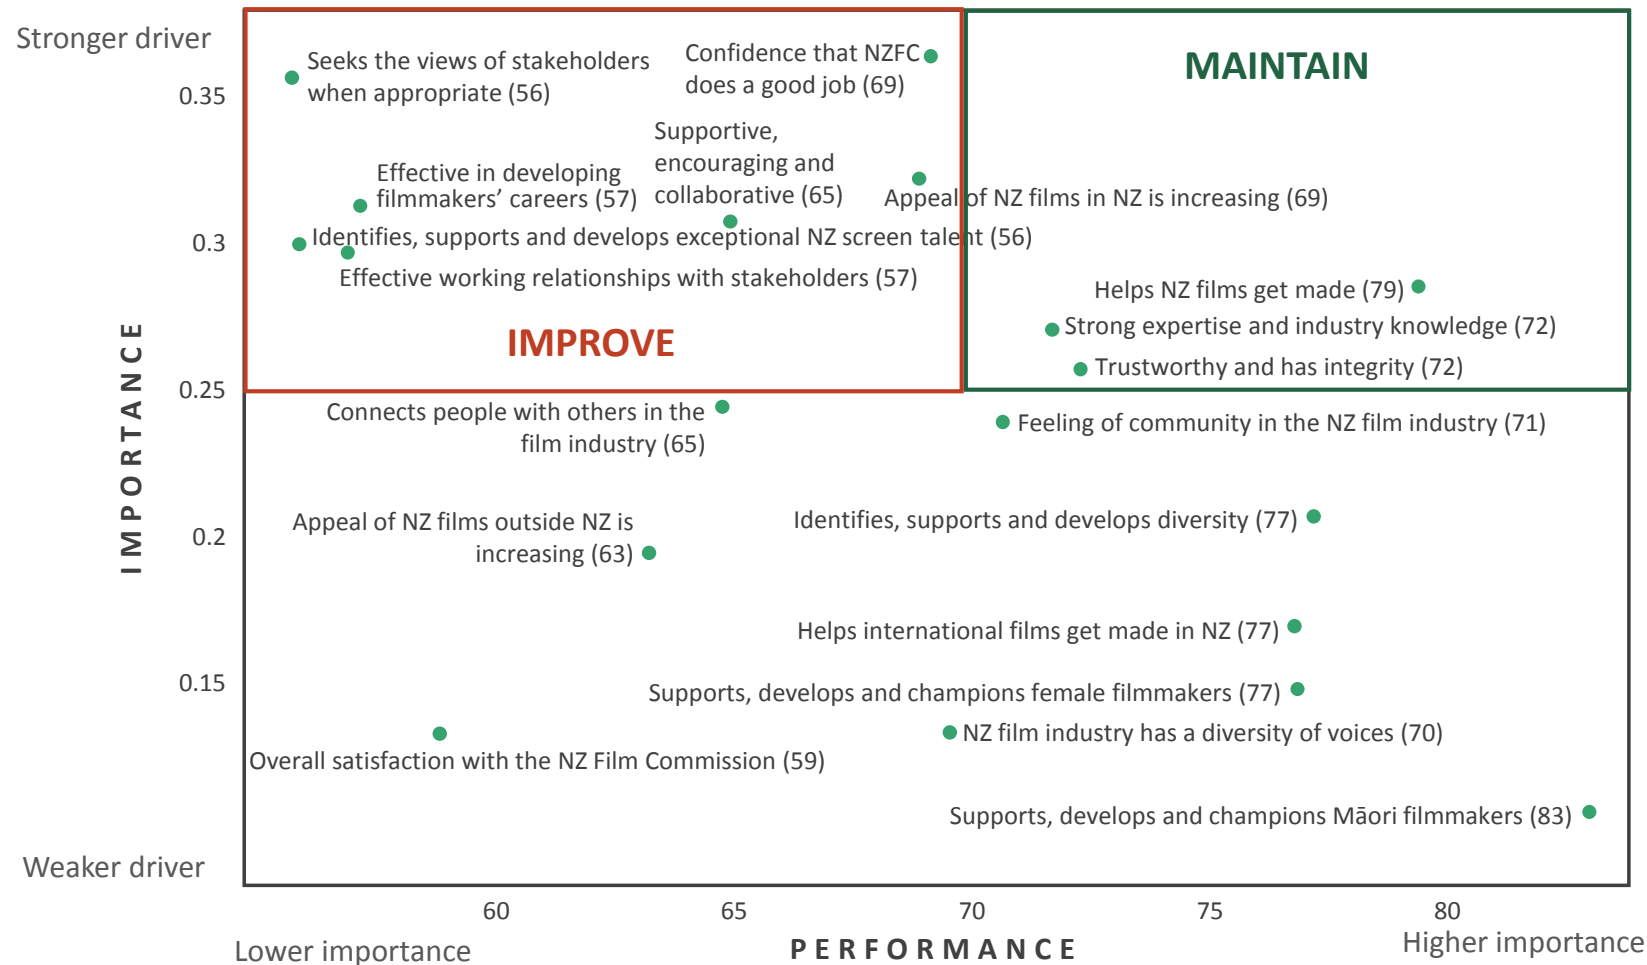 Stronger driver
0.35
0.3
0.25
0.2
0.15
Weaker driver
IMPORTANCE
Seeks the views of stakeholders
when appropriate (56)
Confidence that NZFC
does a good job (69)
MAINTAIN
Supportive,
encouraging and
collaborative (65)
Effective in developing
filmmakers’ careers (57)
Appeal of NZ films in NZ is increasing (69)
Identifies, supports and develops exceptional NZ screen talent (56)
Effective working relationships with stakeholders (57)
IMPROVE
Helps NZ films get made (79)
Strong expertise and industry knowledge (72)
Trustworthy and has integrity (72)
Connects people with others in the
film industry (65)
Feeling of community in the NZ film industry (71)
Appeal of NZ films outside NZ is
increasing (63)
Identifies, supports and develops diversity (77)
Helps international films get made in NZ (77)
Supports, develops and champions female filmmakers (77)
NZ film industry has a diversity of voices (70)
Overall satisfaction with the NZ Film Commission (59)
Supports, develops and champions Māori filmmakers (83)
60
65
70
75
80
Lower importance
PERFORMANCE
Higher importance